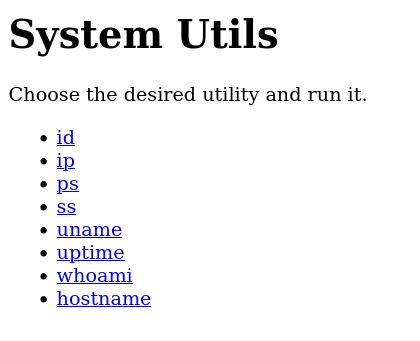 System Utils
Choose the desired utility and run it.
id
ip
ps
ss
uname
uptime
whoami
hostname